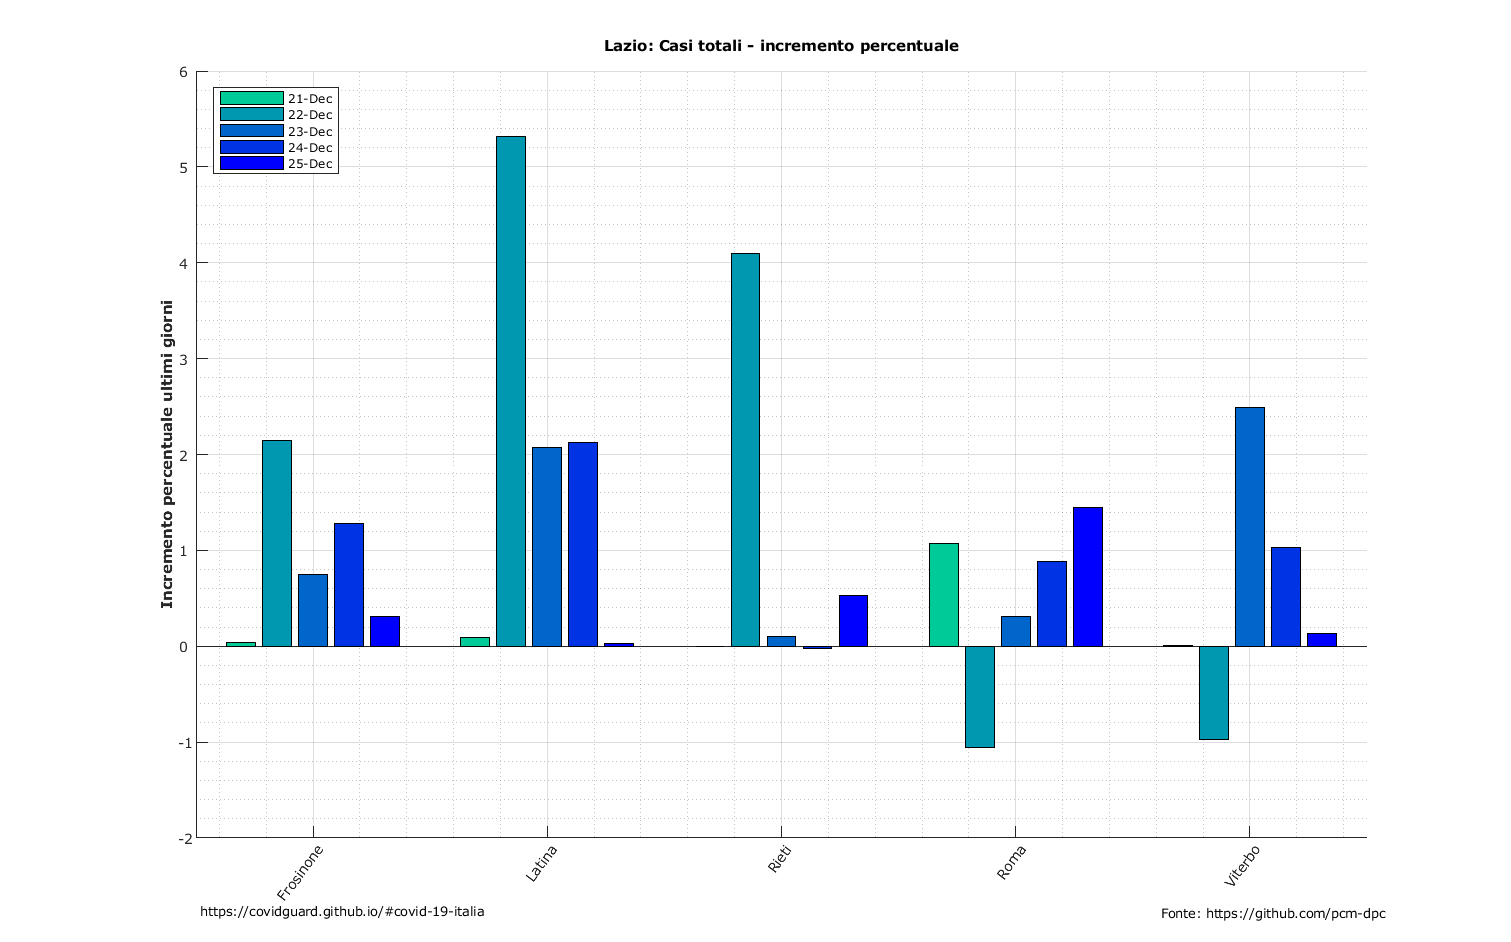 Lazio: Casi totali - incremento percentuale
Incremento percentuale ultimi giorni
6
5
4
3
2
1
0
-1
-2
21-Dec
22-Dec
23-Dec
24-Dec
25-Dec
Frosinone
Latina
Rieti
Roma
Viterbo
https://covidguard.github.io/#covid-19-italia
Fonte: https://github.com/pcm-dpc